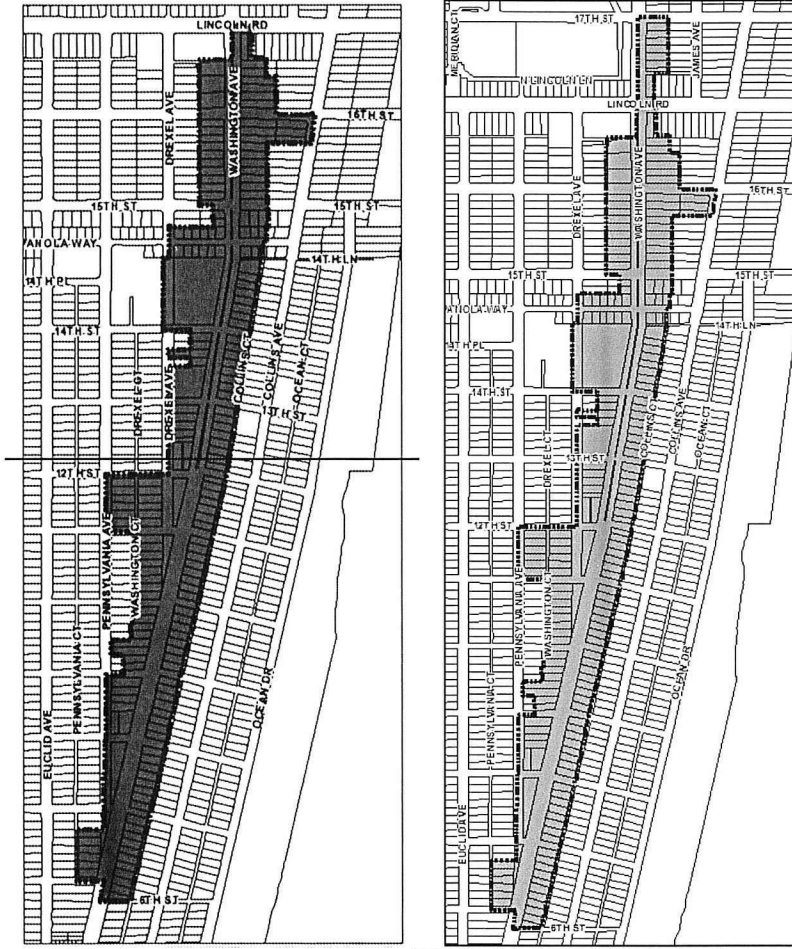 LINCOLN RD
DREXEL AVE
WASHINGTON AVE
16TH ST
15TH ST
15TH ST
ANOLA WAY
14TH LN
14TH PL
14TH ST
COLLINS CT
COLLINS AVE
OCEAN CT
DREXEL CT
DREXEL AVE
13TH ST
12TH ST
PENNSYLVANIA AVE
WASHINGTON CT
PENNSYLVANIA CT
OCEAN DR
EUCLID AVE
6TH ST
17TH ST
MERIDIAN CT
JAMES AVE
N LINCOLN LN
LINCOLN RD
DREXEL AVE
WASHINGTON AVE
16TH ST
15TH ST
15TH ST
ANOLA WAY
14TH LN
14TH PL
14TH ST
COLLINS CT
COLLINS AVE
OCEAN CT
DREXEL CT
13TH ST
12TH ST
PENNSYLVANIA AVE
WASHINGTON CT
PENNSYLVANIA CT
OCEAN DR
EUCLID AVE
6TH ST